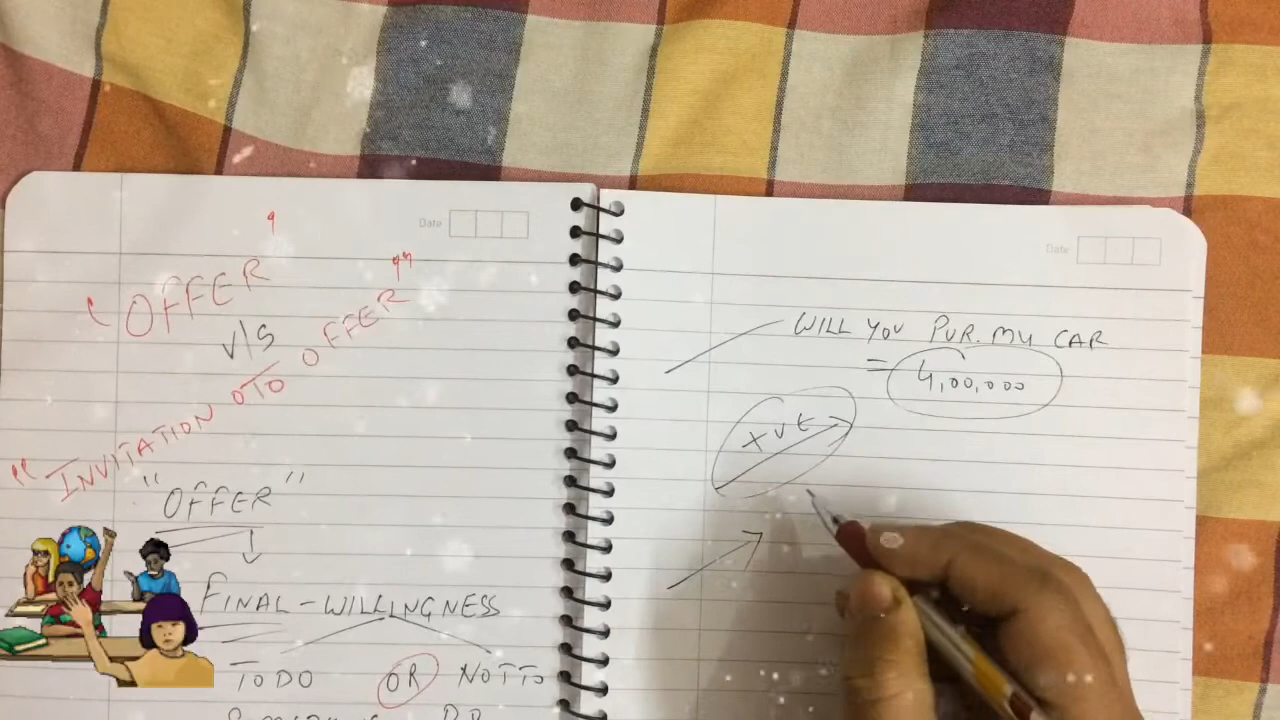 Date
'OFFER'
V/S
"INVITATION OTO OFFER"
"OFFER"
FINAL-WILLINGNESS
TO DO OR NOT TO
Date
WILL YOU PUR. MY CAR
= 4,00,000
+ve